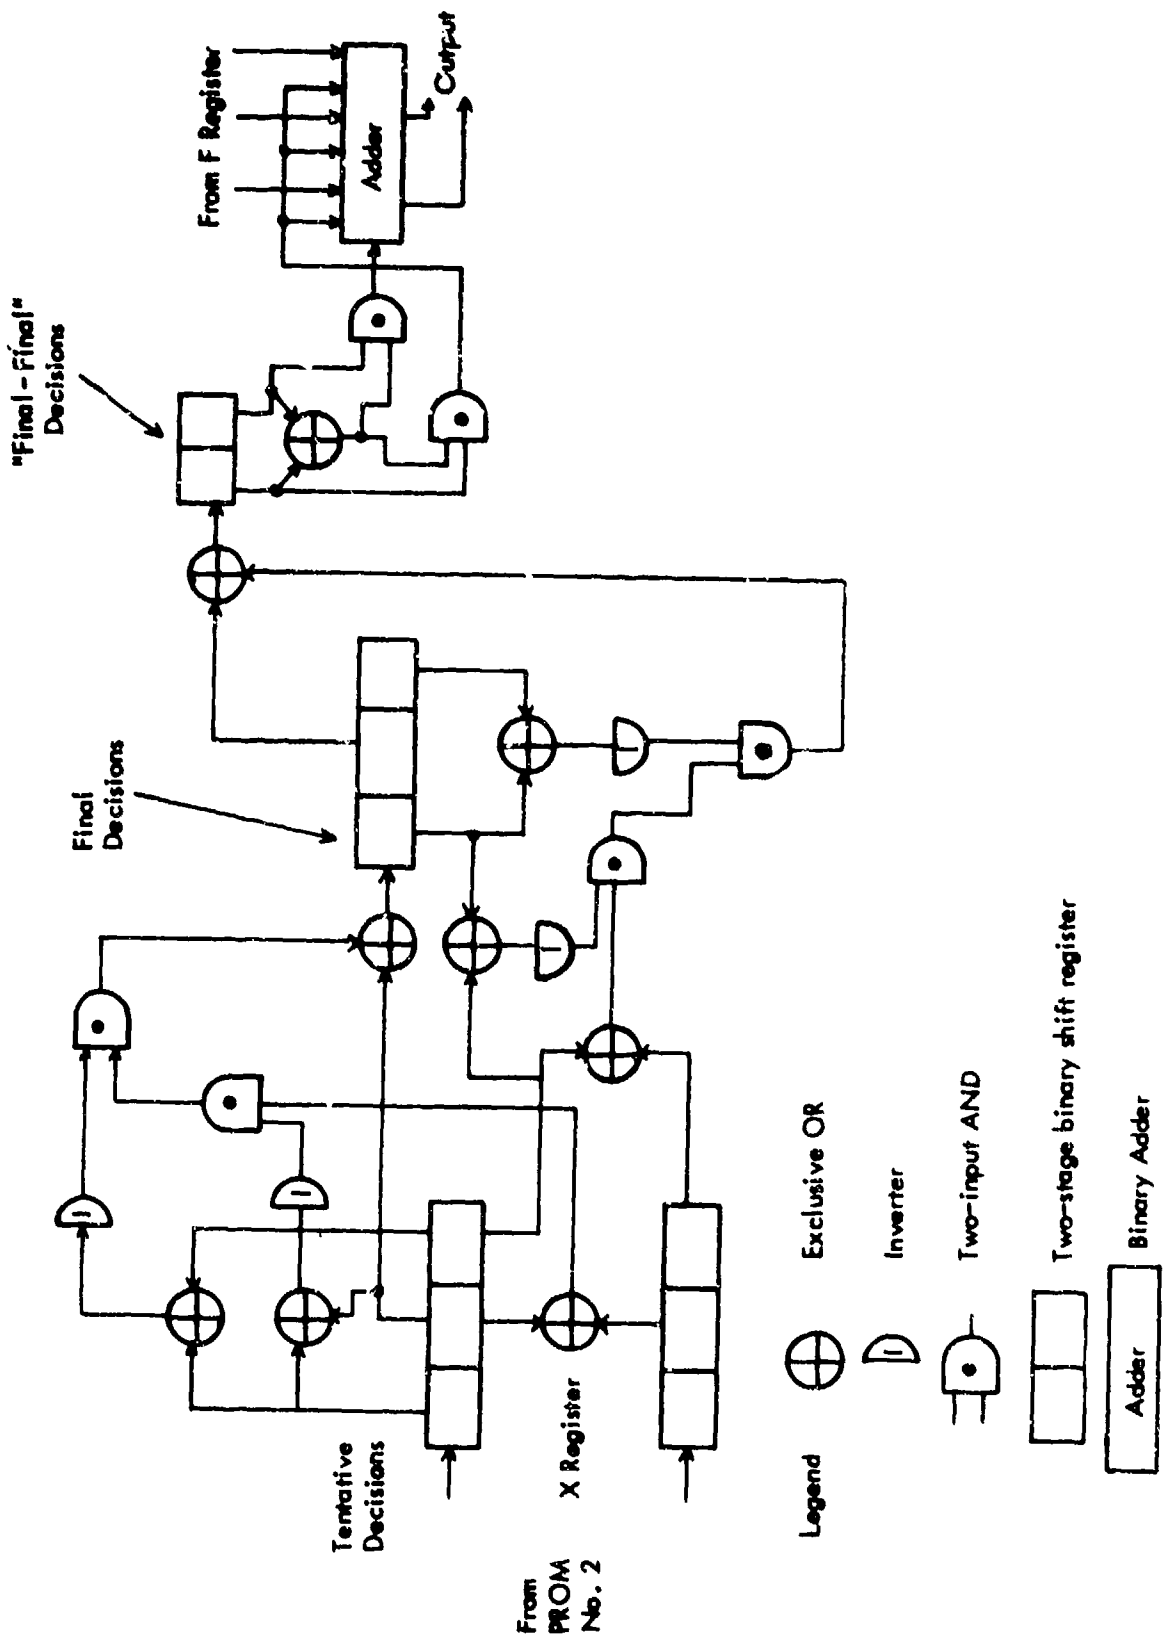 "Final-Final"
Decisions
From F Register
Adder
Output
Final
Decisions
Tentative
Decisions
X Register
From
PROM
No. 2
Legend
Exclusive OR
Inverter
Two-input AND
Two-stage binary shift register
Adder
Binary Adder